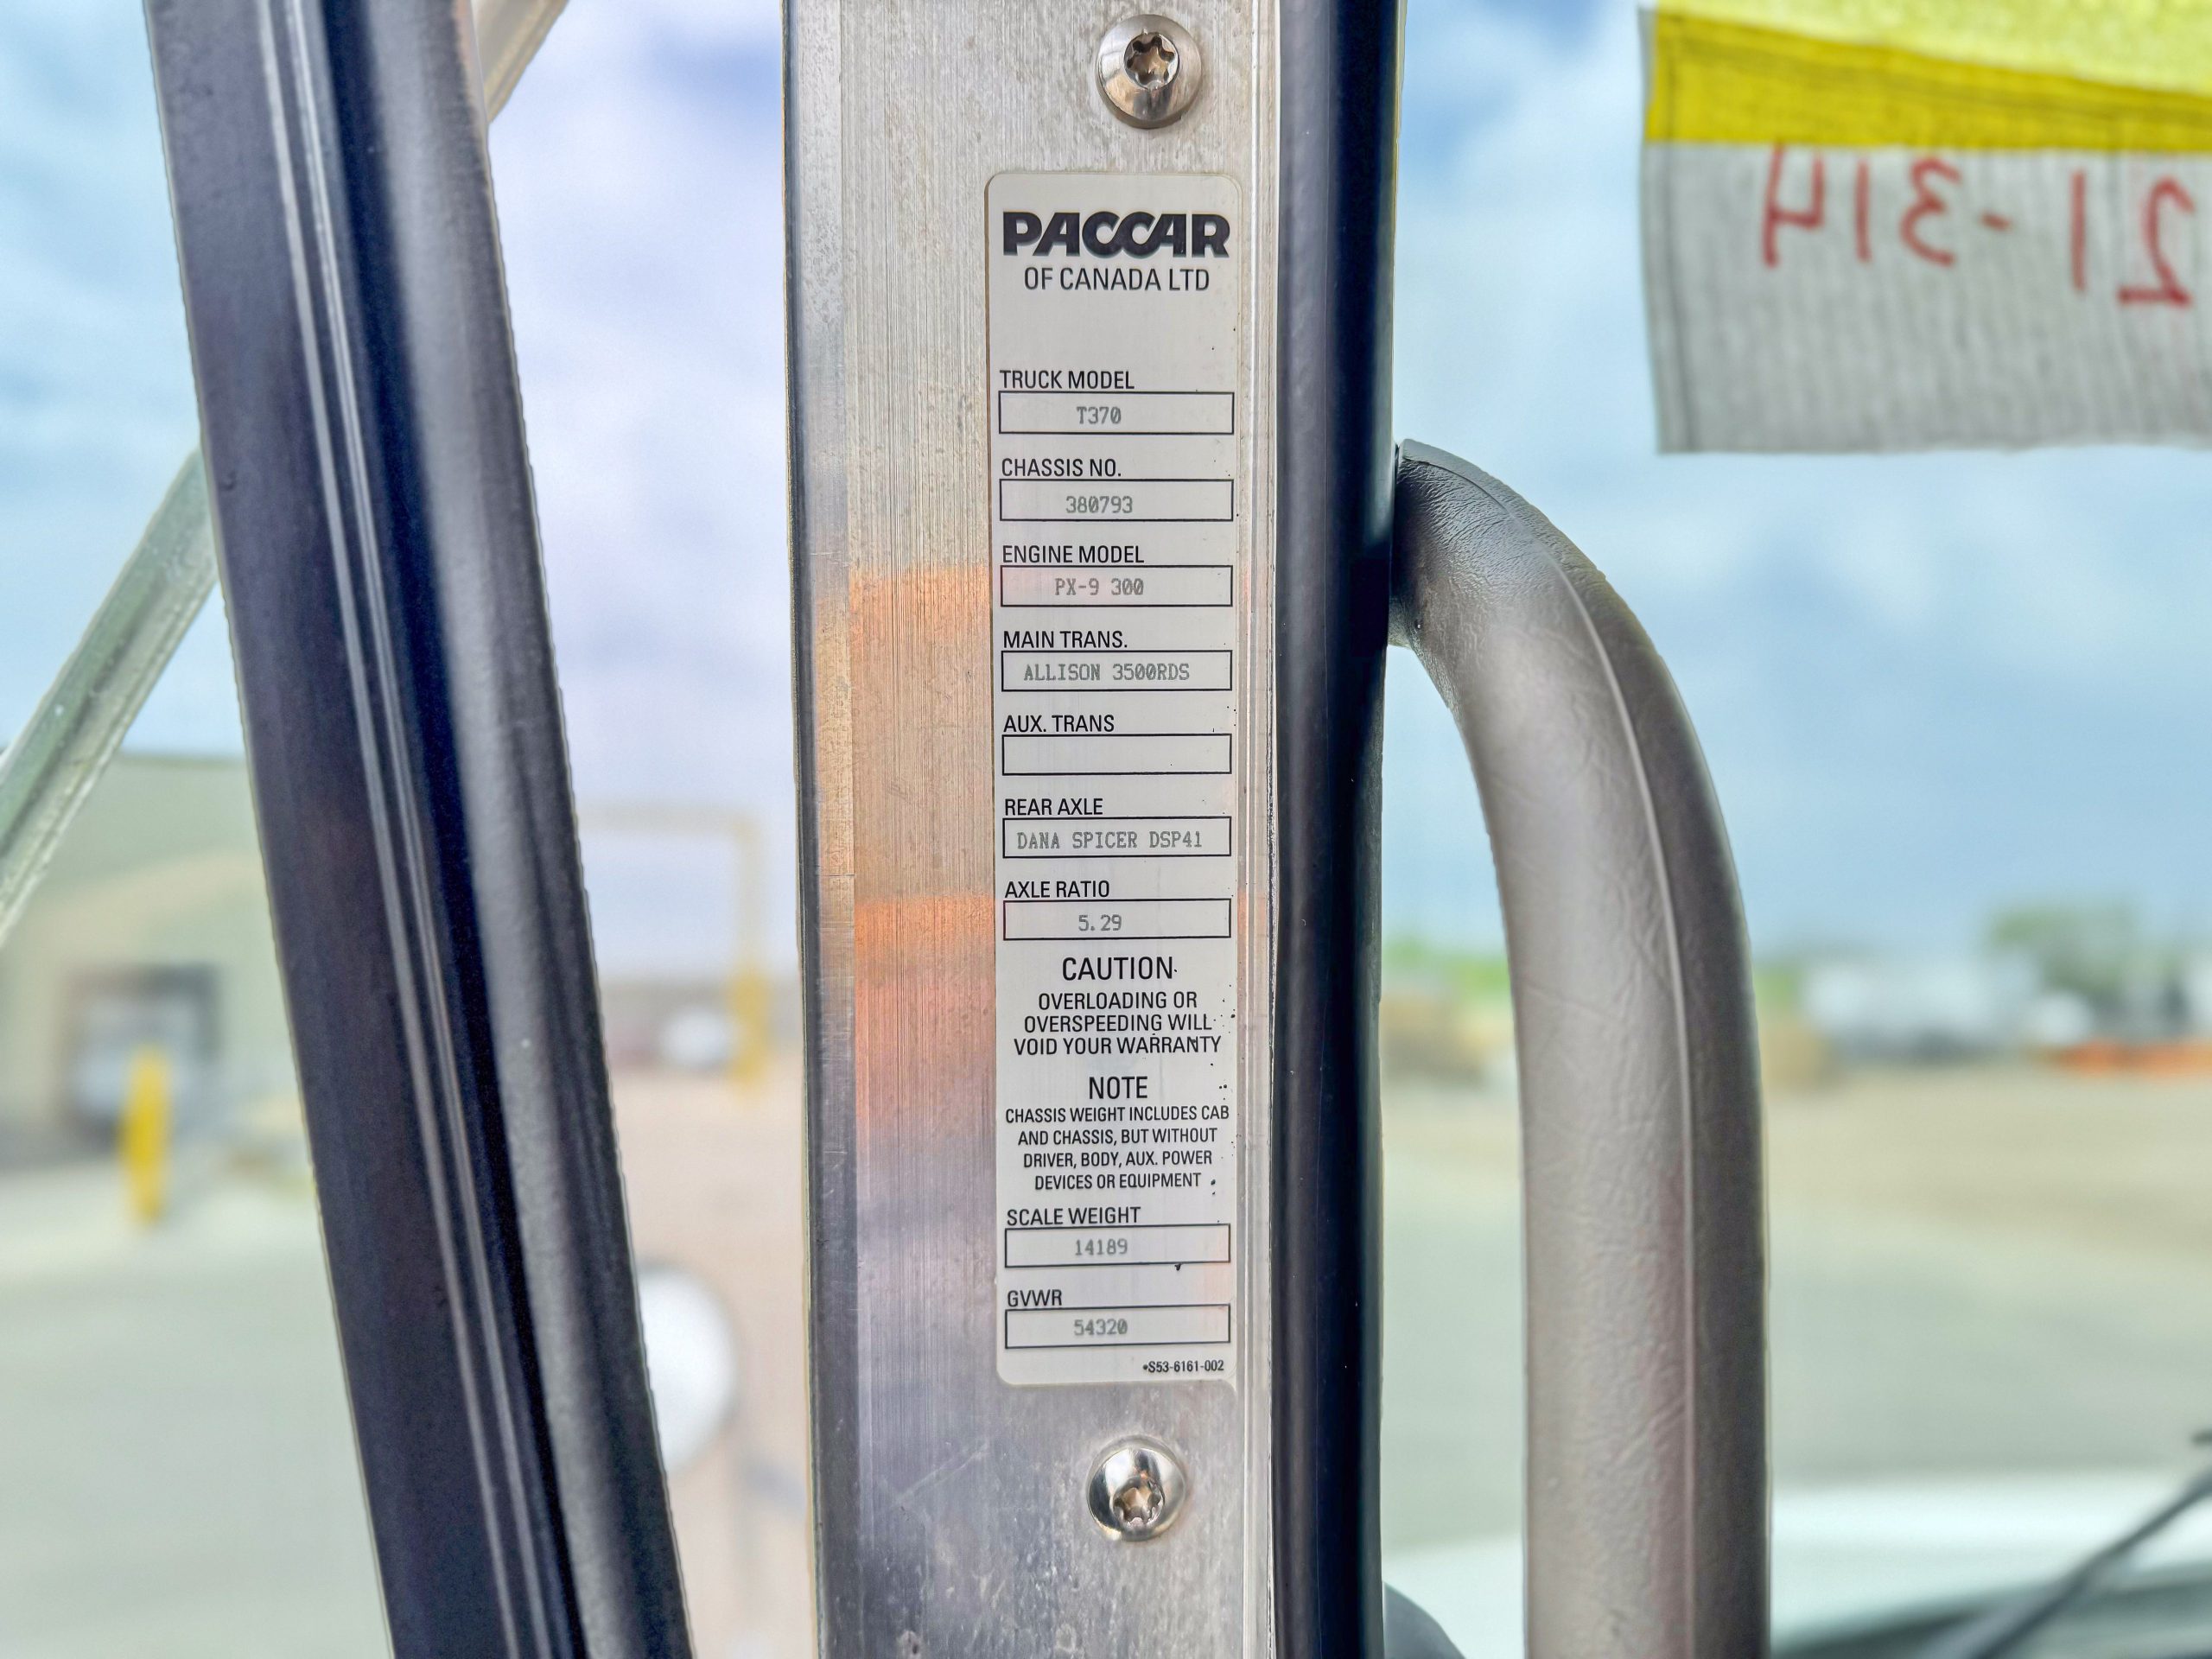 PACCAR
OF CANADA LTD
TRUCK MODEL
T370
CHASSIS NO.
380793
ENGINE MODEL
PX-9 300
MAIN TRANS.
ALLISON 3500RDS
AUX. TRANS
REAR AXLE
DANA SPICER DSP41
AXLE RATIO
5.29
CAUTION
OVERLOADING OR
OVERSPEEDING WILL
VOID YOUR WARRANTY
NOTE
CHASSIS WEIGHT INCLUDES CAB
AND CHASSIS, BUT WITHOUT
DRIVER, BODY, AUX. POWER
DEVICES OR EQUIPMENT
SCALE WEIGHT
14189
GVWR
54320
•S53-6161-002
21-314